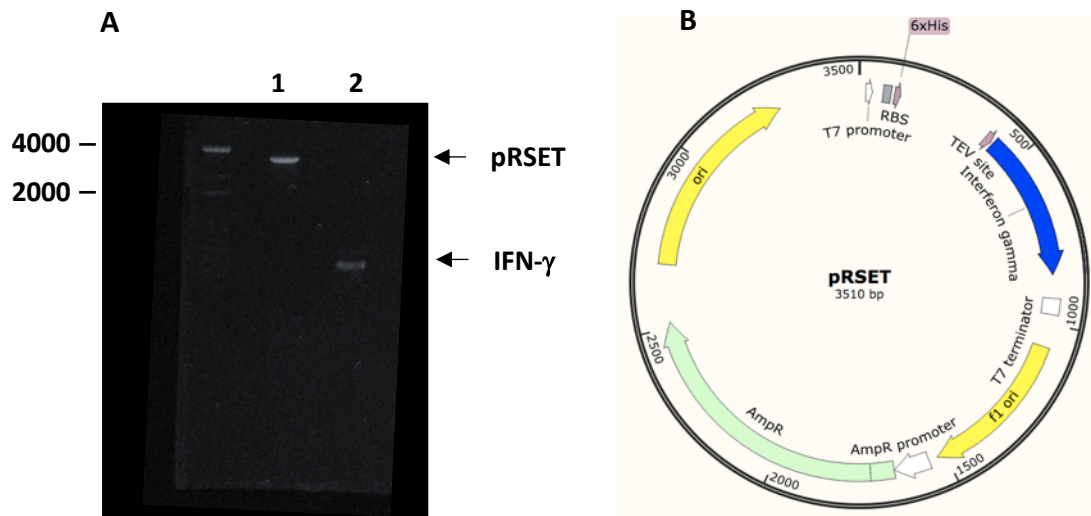 A
1 2
4000
2000
pRSET
IFN-γ
B
6xHis
3500
T7 promoter
RBS
TEV site
500
Interferon gamma
1000
T7 terminator
f1 ori
1500
AmpR promoter
AmpR
2000
2500
ori
3000
pRSET
3510 bp